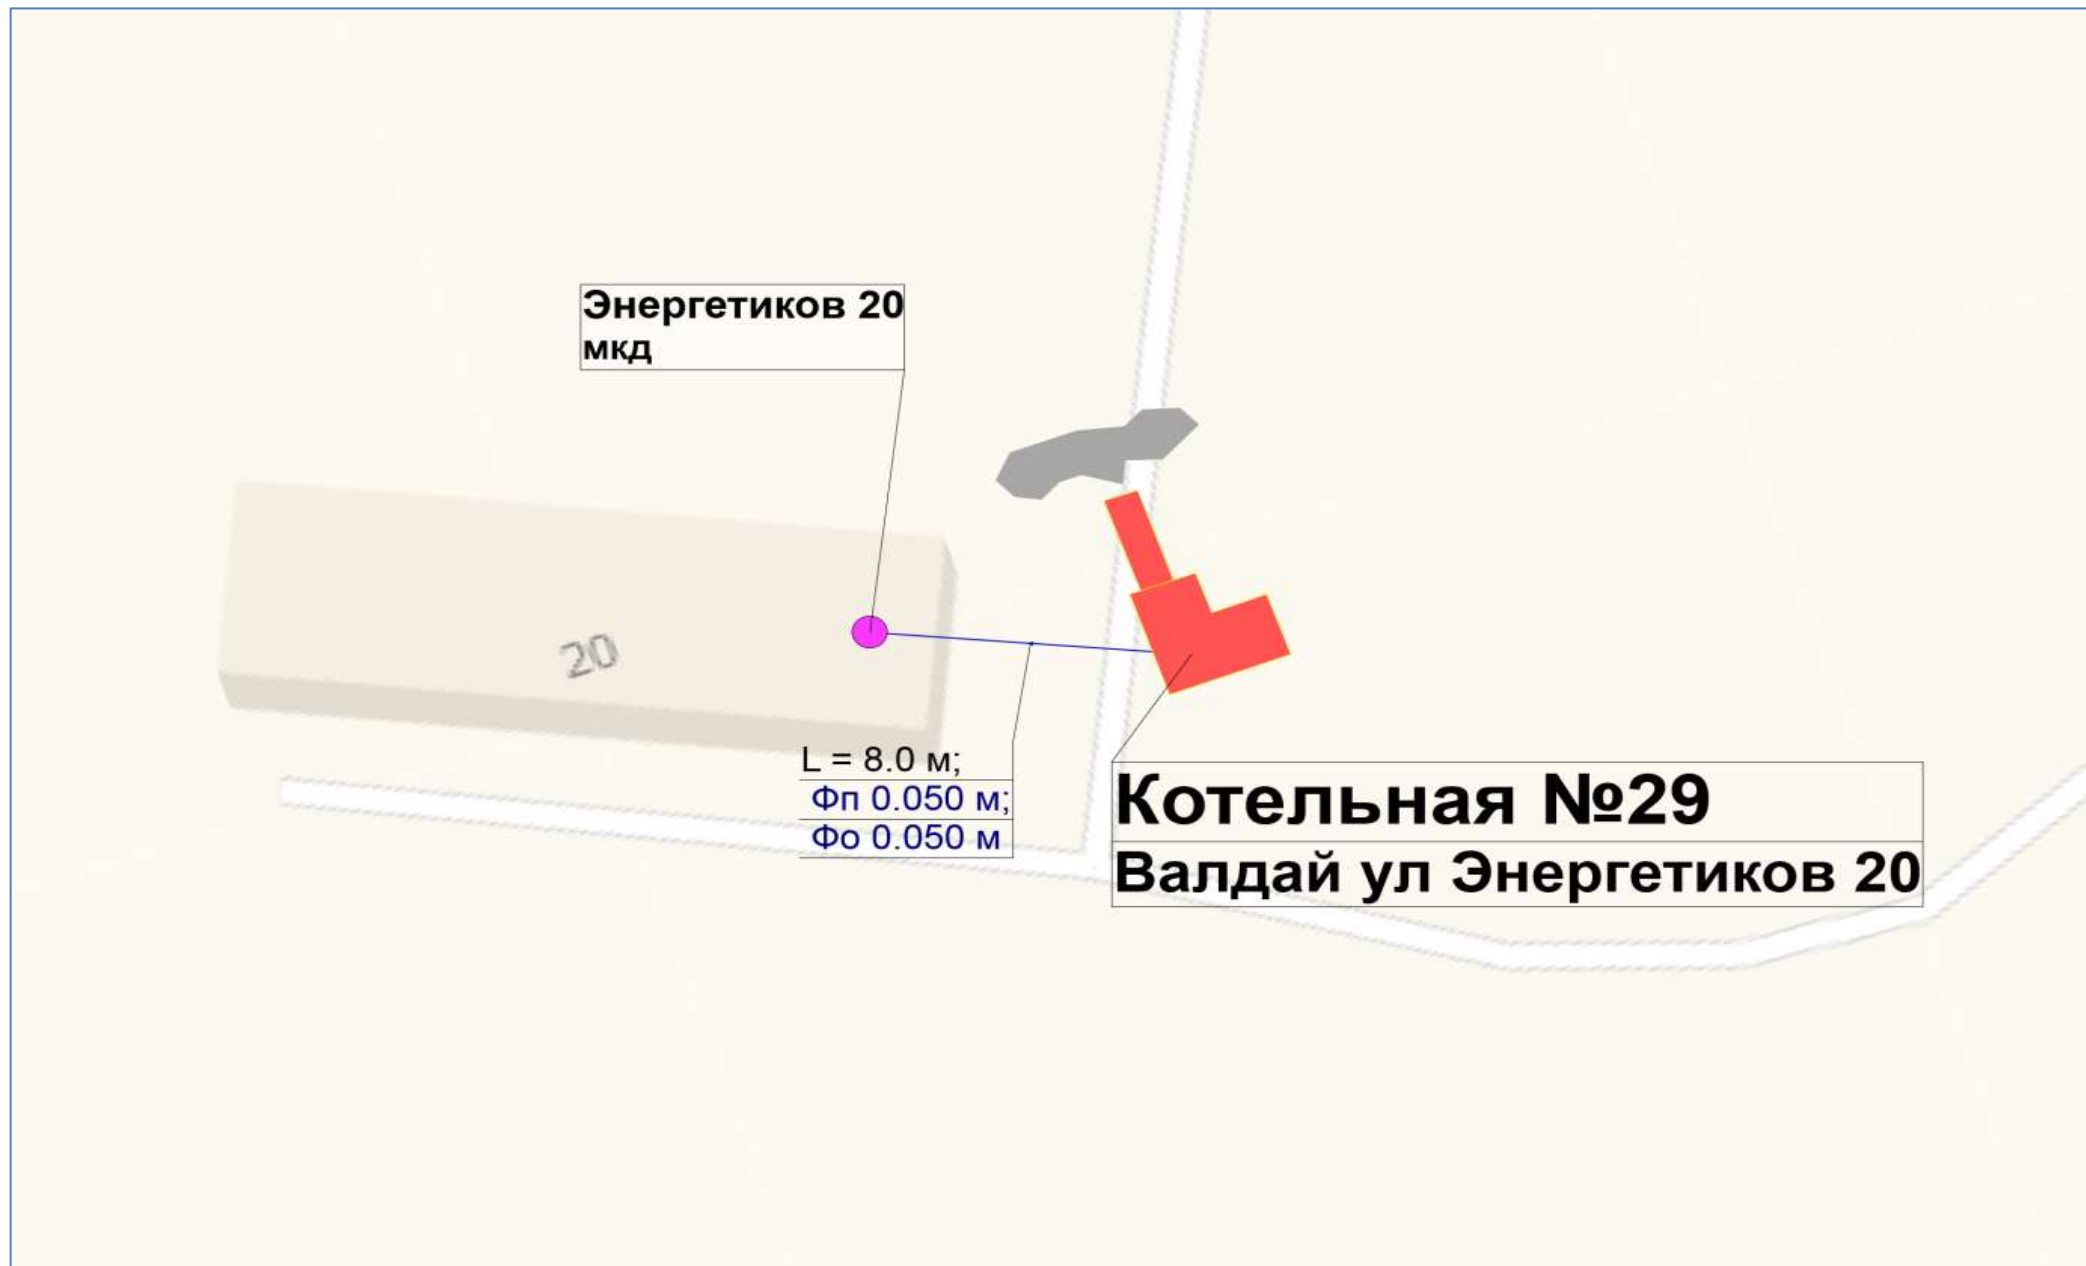 Энергетиков 20
мкд
20
L = 8.0 м;
Фп 0.050 м;
Фо 0.050 м
Котельная №29
Валдай ул Энергетиков 20